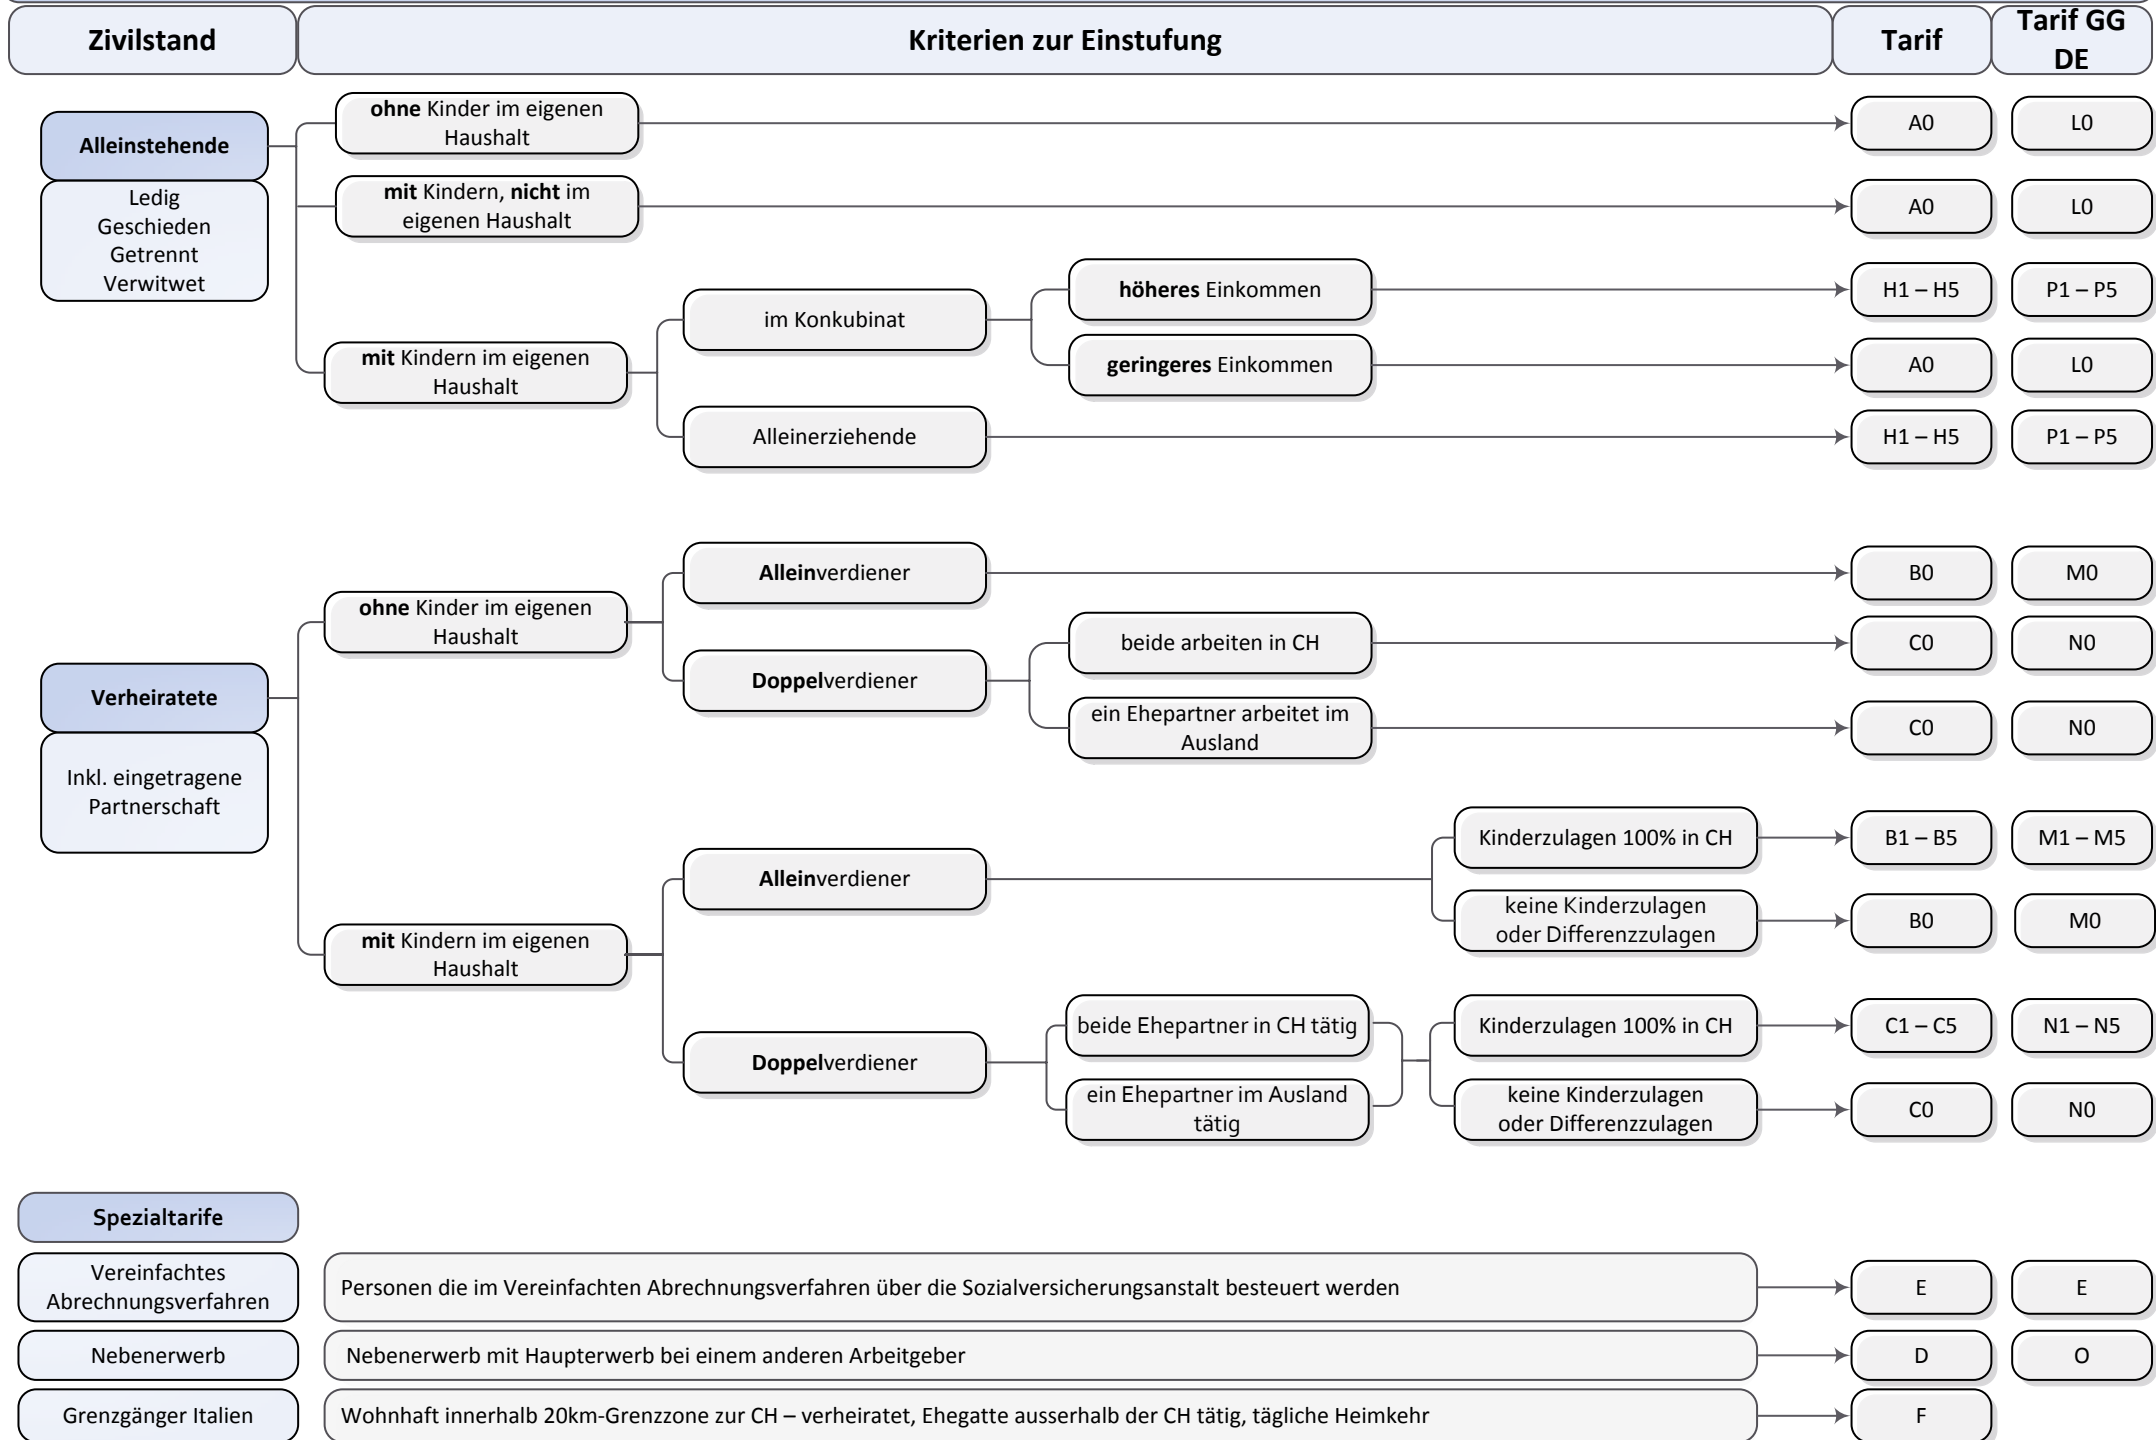 Zivilstand
Kriterien zur Einstufung
Tarif
Tarif GG
DE
Alleinstehende
Ledig
Geschieden
Getrennt
Verwitwet
ohne Kinder im eigenen
Haushalt
A0
L0
mit Kindern, nicht im
eigenen Haushalt
A0
L0
mit Kindern im eigenen
Haushalt
im Konkubinat
höheres Einkommen
H1 – H5
P1 – P5
geringeres Einkommen
A0
L0
Alleinerziehende
H1 – H5
P1 – P5
Verheiratete
Inkl. eingetragene
Partnerschaft
ohne Kinder im eigenen
Haushalt
Alleinverdiener
B0
M0
Doppelverdiener
beide arbeiten in CH
C0
N0
ein Ehepartner arbeitet im
Ausland
C0
N0
mit Kindern im eigenen
Haushalt
Alleinverdiener
Kinderzulagen 100% in CH
B1 – B5
M1 – M5
keine Kinderzulagen
oder Differenzzulagen
B0
M0
Doppelverdiener
beide Ehepartner in CH tätig
ein Ehepartner im Ausland
tätig
Kinderzulagen 100% in CH
C1 – C5
N1 – N5
keine Kinderzulagen
oder Differenzzulagen
C0
N0
Spezialtarife
Vereinfachtes
Abrechnungsverfahren
Personen die im Vereinfachten Abrechnungsverfahren über die Sozialversicherungsanstalt besteuert werden
E
E
Nebenerwerb
Nebenerwerb mit Haupterwerb bei einem anderen Arbeitgeber
D
O
Grenzgänger Italien
Wohnhaft innerhalb 20km-Grenzzone zur CH – verheiratet, Ehegatte ausserhalb der CH tätig, tägliche Heimkehr
F